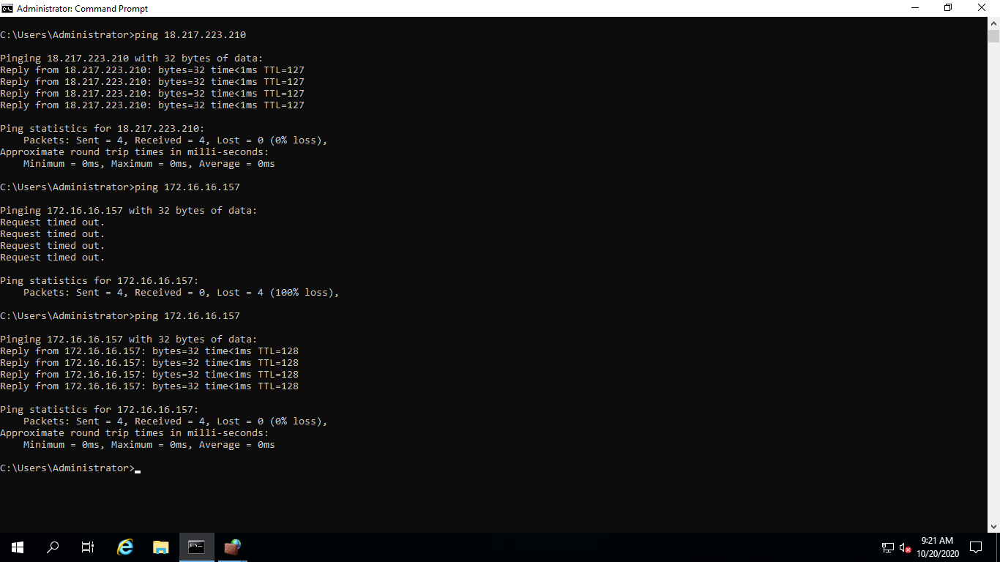 Administrator: Command Prompt
C:\Users\Administrator>ping 18.217.223.210
Pinging 18.217.223.210 with 32 bytes of data:
Reply from 18.217.223.210: bytes=32 time<1ms TTL=127
Reply from 18.217.223.210: bytes=32 time<1ms TTL=127
Reply from 18.217.223.210: bytes=32 time<1ms TTL=127
Reply from 18.217.223.210: bytes=32 time<1ms TTL=127
Ping statistics for 18.217.223.210:
    Packets: Sent = 4, Received = 4, Lost = 0 (0% loss),
Approximate round trip times in milli-seconds:
    Minimum = 0ms, Maximum = 0ms, Average = 0ms
C:\Users\Administrator>ping 172.16.16.157
Pinging 172.16.16.157 with 32 bytes of data:
Request timed out.
Request timed out.
Request timed out.
Request timed out.
Ping statistics for 172.16.16.157:
    Packets: Sent = 4, Received = 0, Lost = 4 (100% loss),
C:\Users\Administrator>ping 172.16.16.157
Pinging 172.16.16.157 with 32 bytes of data:
Reply from 172.16.16.157: bytes=32 time<1ms TTL=128
Reply from 172.16.16.157: bytes=32 time<1ms TTL=128
Reply from 172.16.16.157: bytes=32 time<1ms TTL=128
Reply from 172.16.16.157: bytes=32 time<1ms TTL=128
Ping statistics for 172.16.16.157:
    Packets: Sent = 4, Received = 4, Lost = 0 (0% loss),
Approximate round trip times in milli-seconds:
    Minimum = 0ms, Maximum = 0ms, Average = 0ms
C:\Users\Administrator>
9:21 AM
10/20/2020